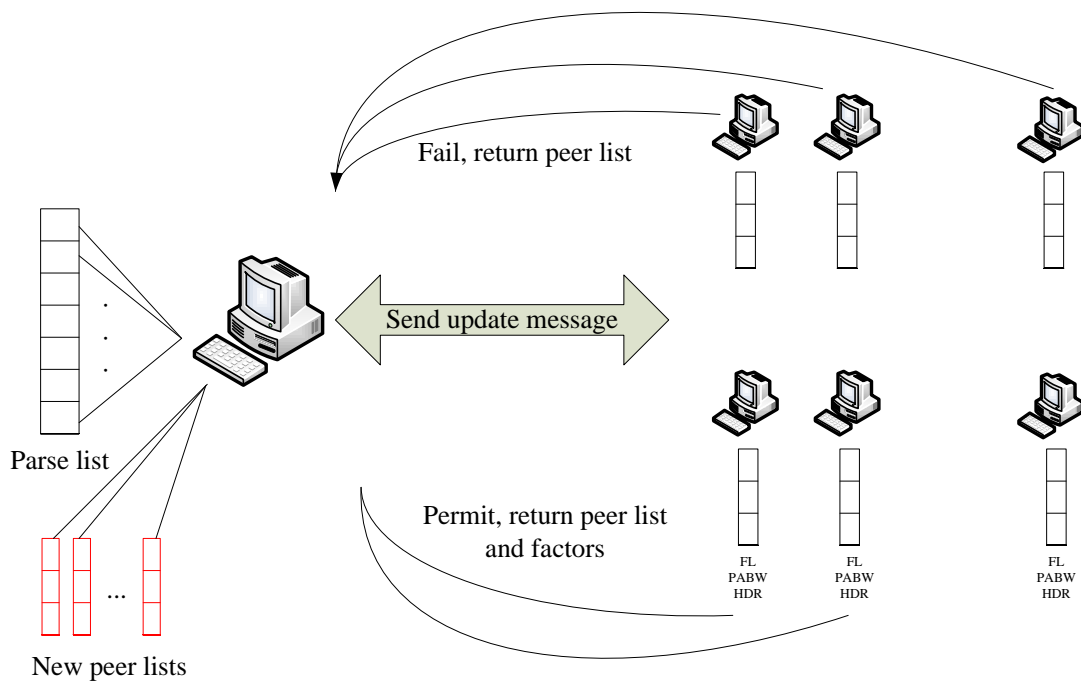 Fail, return peer list
Send update message
Parse list
Permit, return peer list
and factors
FL
PABW
HDR
FL
PABW
HDR
FL
PABW
HDR
...
New peer lists